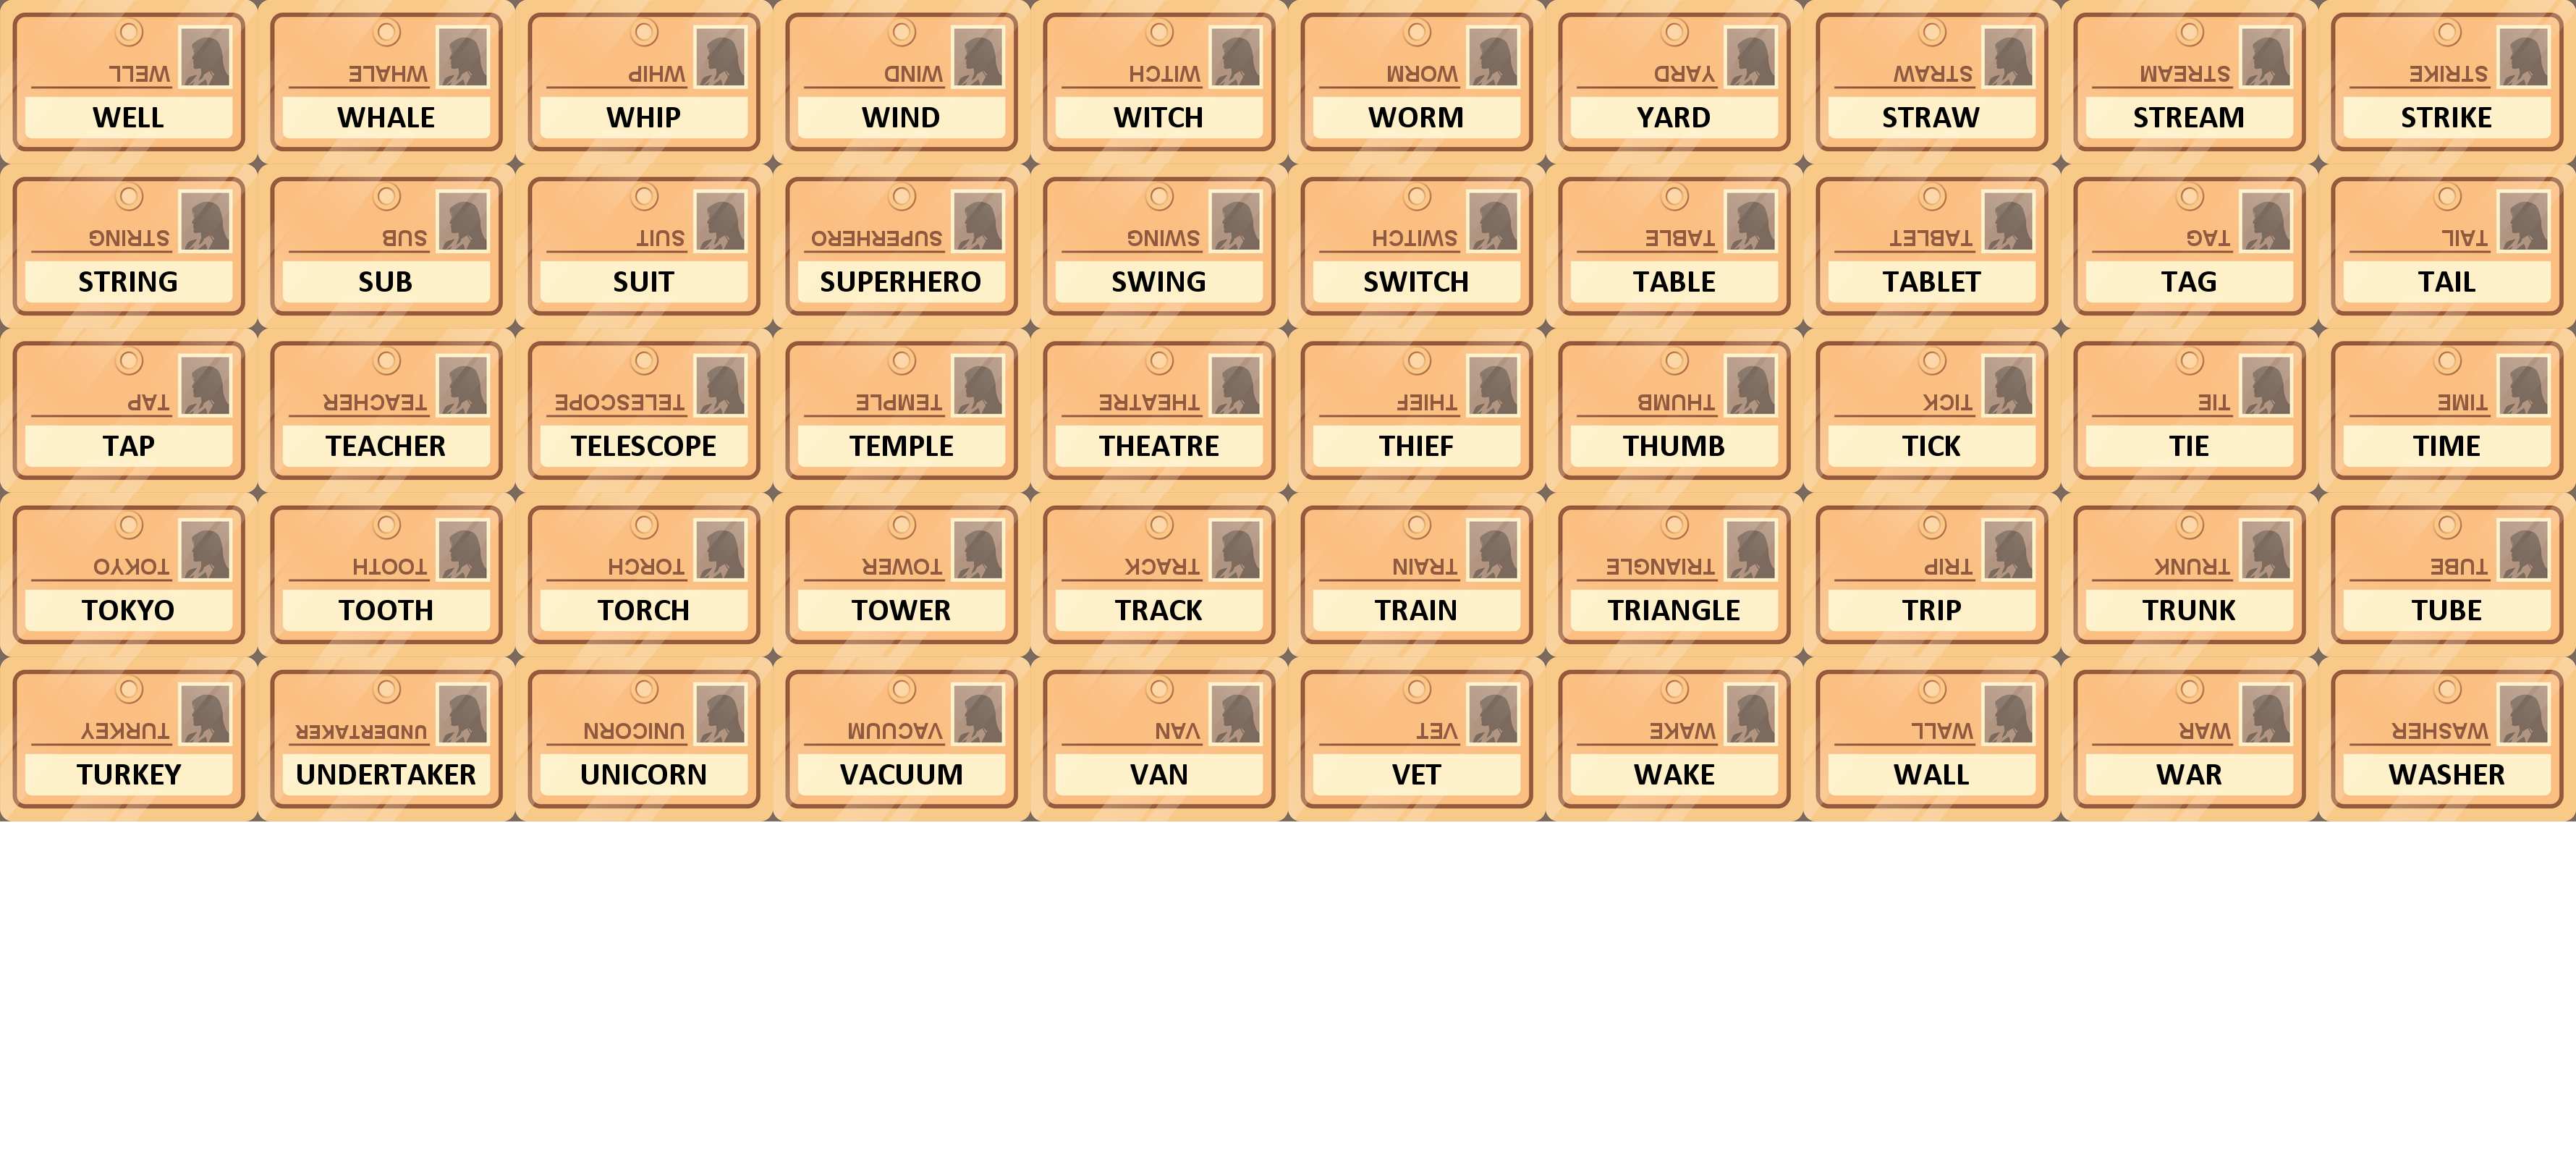 WELL WHALE WHIP WIND WITCH WORM YARD STRAW STREAM STRIKE
WELL WHALE WHIP WIND WITCH WORM YARD STRAW STREAM STRIKE
STRING SUB SUIT SUPERHERO SWING SWITCH TABLE TABLET TAG TAIL
STRING SUB SUIT SUPERHERO SWING SWITCH TABLE TABLET TAG TAIL
TAP TEACHER TELESCOPE TEMPLE THEATRE THIEF THUMB TICK TIE TIME
TAP TEACHER TELESCOPE TEMPLE THEATRE THIEF THUMB TICK TIE TIME
TOKYO TOOTH TORCH TOWER TRACK TRAIN TRIANGLE TRIP TRUNK TUBE
TOKYO TOOTH TORCH TOWER TRACK TRAIN TRIANGLE TRIP TRUNK TUBE
TURKEY UNDERTAKER UNICORN VACUUM VAN VET WAKE WALL WAR WASHER
TURKEY UNDERTAKER UNICORN VACUUM VAN VET WAKE WALL WAR WASHER